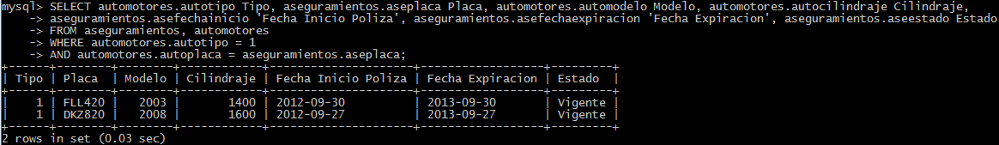 mysql> SELECT automotores.autotipo Tipo, aseguramientos.aseplaca Placa, automotores.automodelo Modelo, automotores.autocilindraje Cilindraje,
    -> aseguramientos.asefechainicio 'Fecha Inicio Poliza', aseguramientos.asefechaexpiracion 'Fecha Expiracion', aseguramientos.aseestado Estado
    -> FROM aseguramientos, automotores
    -> WHERE automotores.autotipo = 1
    -> AND automotores.autoplaca = aseguramientos.aseplaca;
+------+--------+--------+------------+---------------------+------------------+---------+
| Tipo | Placa  | Modelo | Cilindraje | Fecha Inicio Poliza | Fecha Expiracion | Estado  |
+------+--------+--------+------------+---------------------+------------------+---------+
|    1 | FLL420 |   2003 |       1400 | 2012-09-30          | 2013-09-30       | Vigente |
|    1 | DKZ820 |   2008 |       1600 | 2012-09-27          | 2013-09-27       | Vigente |
+------+--------+--------+------------+---------------------+------------------+---------+
2 rows in set (0.03 sec)